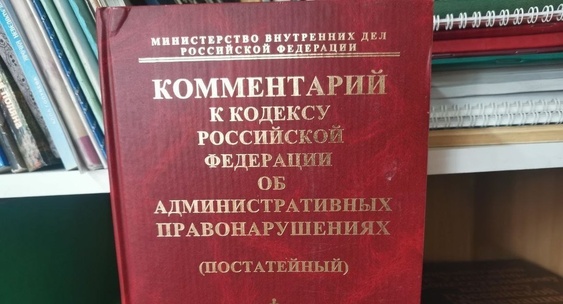 МИНИСТЕРСТВО ВНУТРЕННИХ ДЕЛ
РОССИЙСКОЙ ФЕДЕРАЦИИ
КОММЕНТАРИЙ
К КОДЕКСУ
РОССИЙСКОЙ
ФЕДЕРАЦИИ
ОБ
АДМИНИСТРАТИВНЫХ
ПРАВОНАРУШЕНИЯХ
(ПОСТАТЕЙНЫЙ)